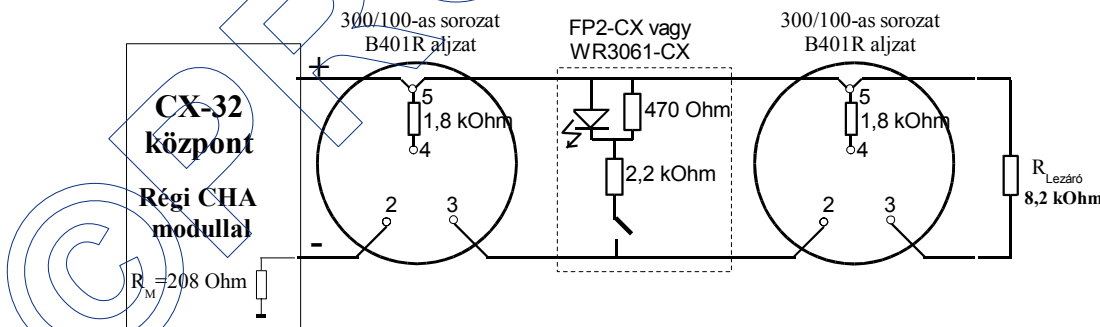 300/100-as sorozat
B401R aljzat
FP2-CX vagy
WR3061-CX
300/100-as sorozat
B401R aljzat
+
CX-32
központ
Régi CHA
modullal
-
R_M=208 Ohm
5
1,8 kOhm
4
2
3
470 Ohm
2,2 kOhm
5
1,8 kOhm
4
2
3
R_Lezáró
8,2 kOhm